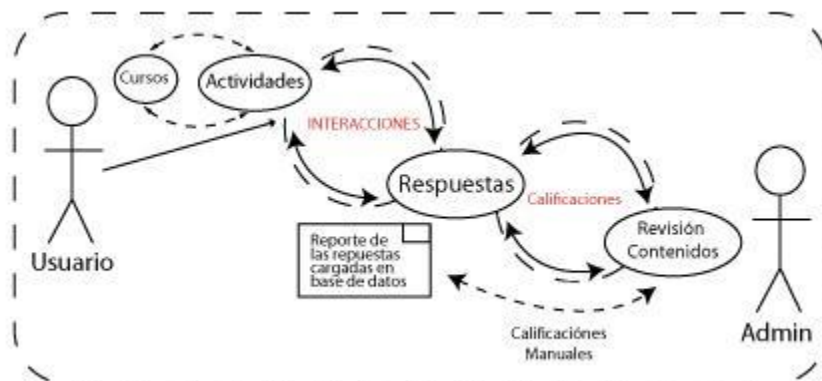 Cursos
Actividades
INTERACCIONES
Respuestas
Calificaciones
Revisión
Contenidos
Usuario
Reporte de
las repuestas
cargadas en
base de datos
Calificaciónes
Manuales
Admin